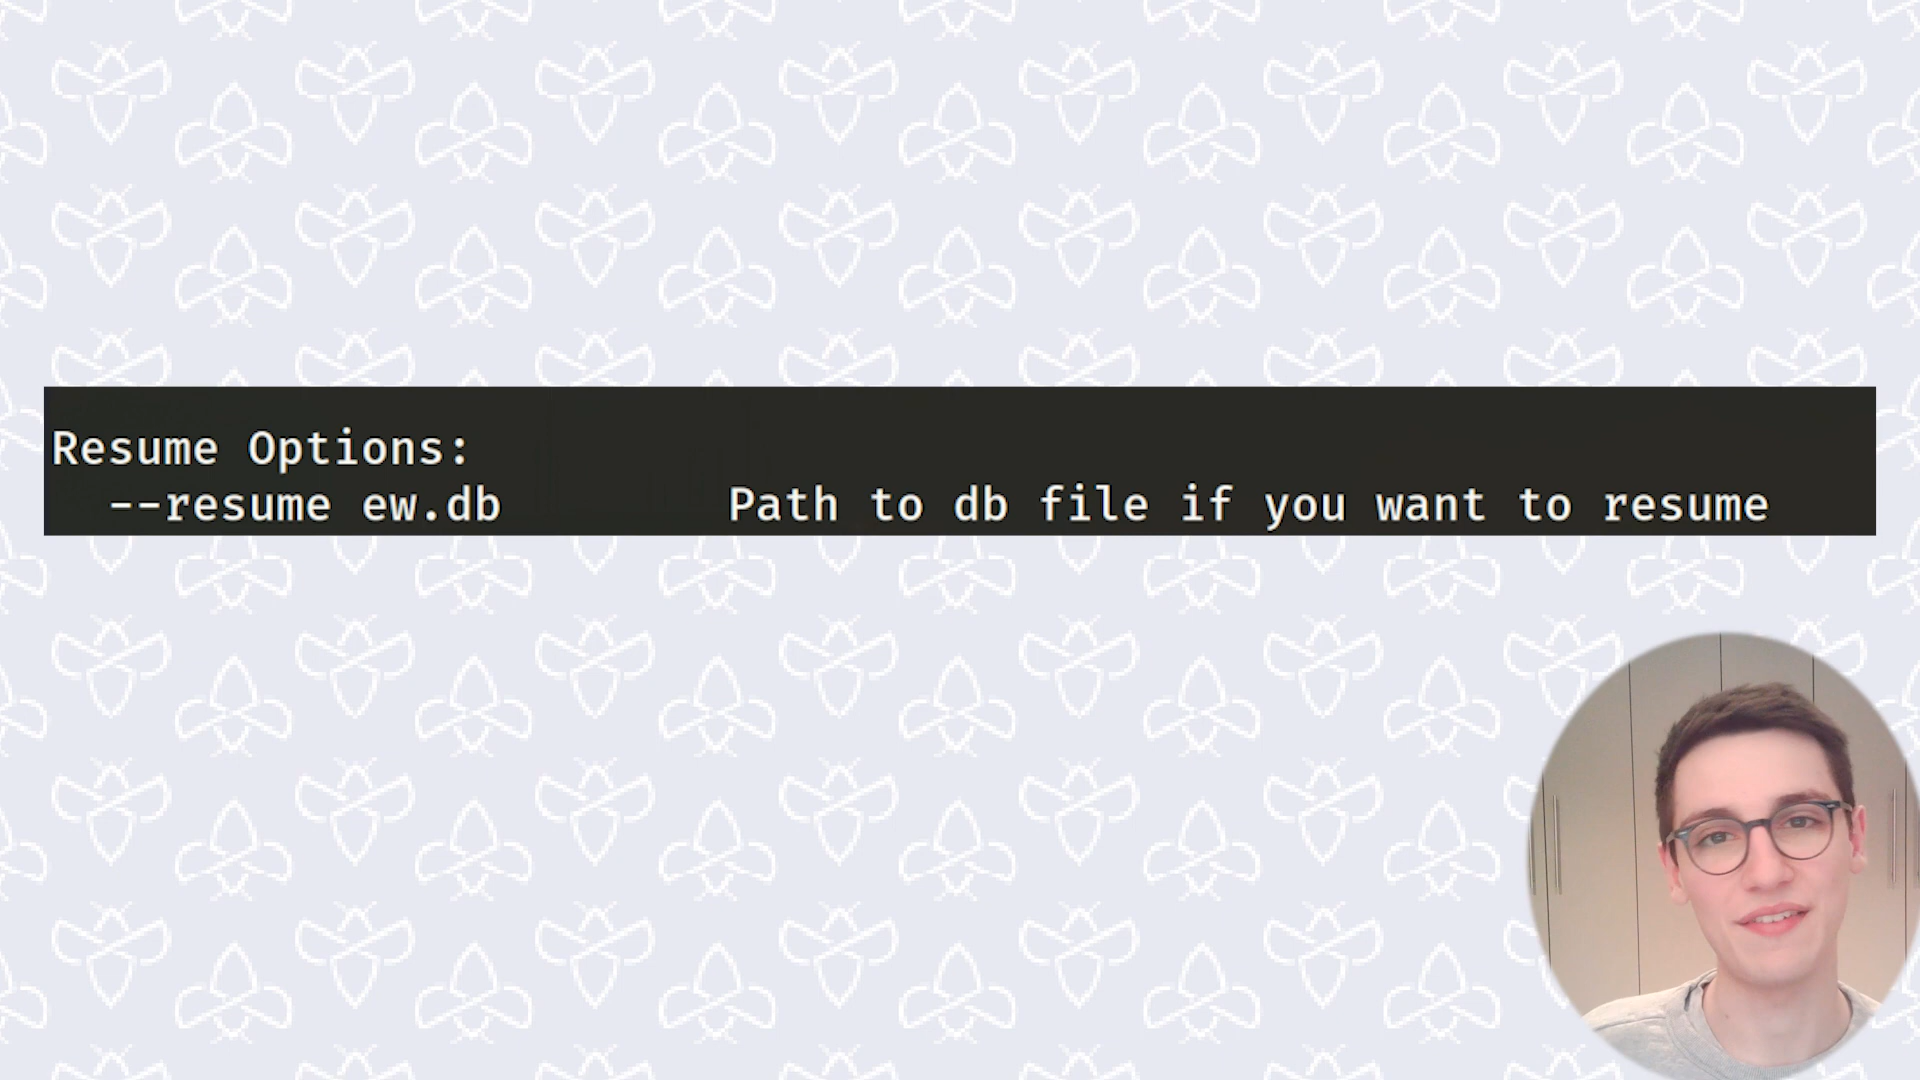 Resume Options:
--resume ew.db Path to db file if you want to resume